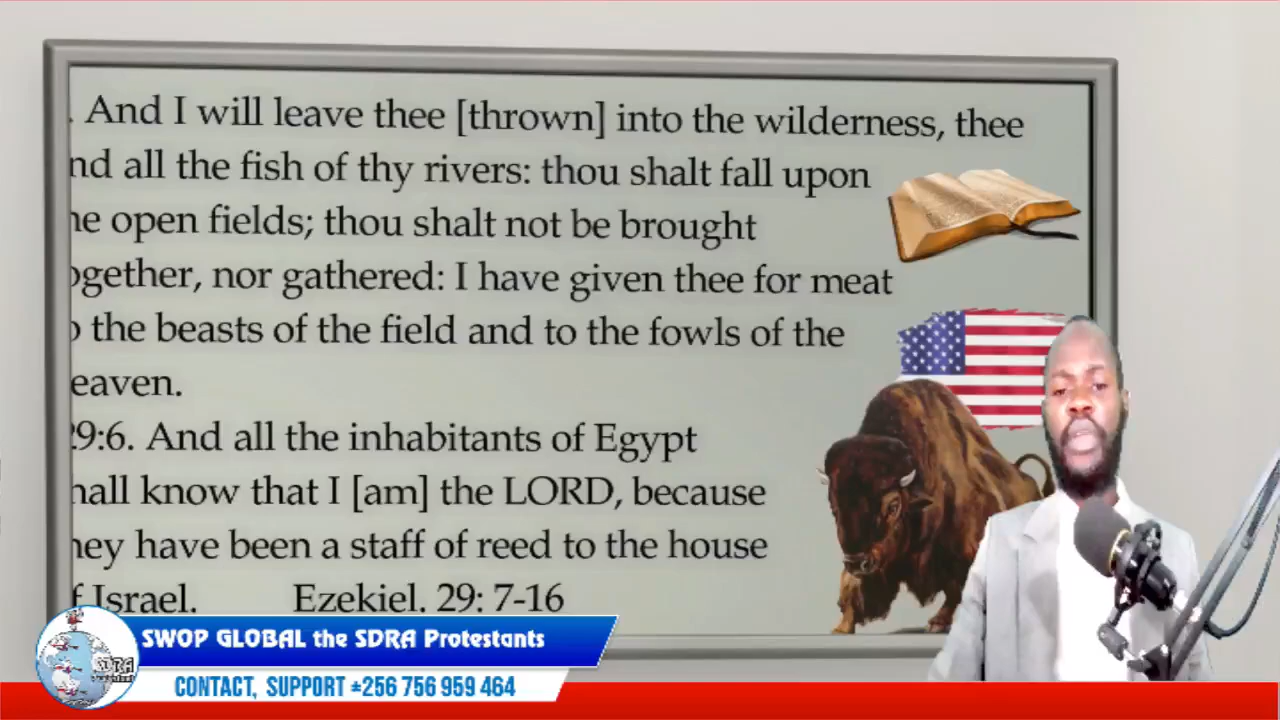 . And I will leave thee [thrown] into the wilderness, thee
nd all the fish of thy rivers: thou shalt fall upon
he open fields; thou shalt not be brought
ogether, nor gathered: I have given thee for meat
o the beasts of the field and to the fowls of the
eaven.
29:6. And all the inhabitants of Egypt
hall know that I [am] the LORD, because
hey have been a staff of reed to the house
f Israel. Ezekiel. 29: 7-16
SWOP GLOBAL the SDRA Protestants
SDRA
CONTACT, SUPPORT +256 756 959 464